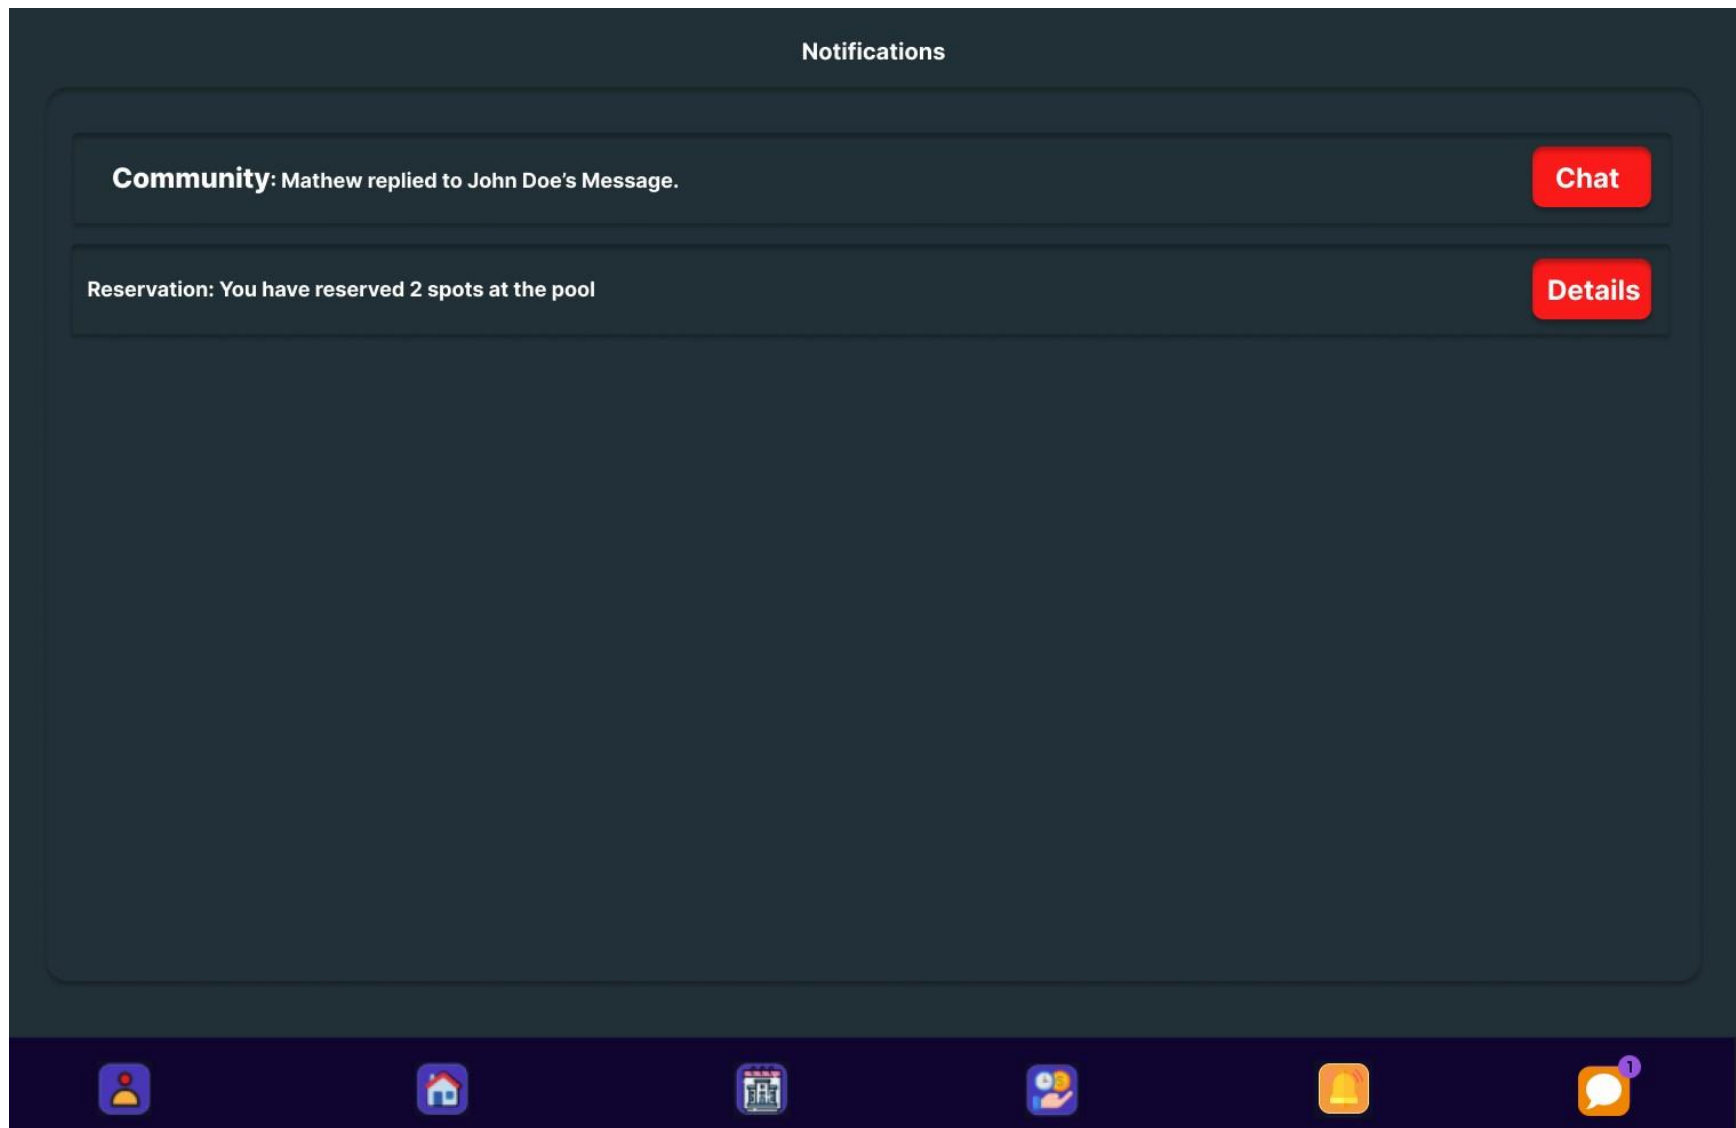 Notifications
Community: Mathew replied to John Doe’s Message.
Chat
Reservation: You have reserved 2 spots at the pool
Details
1